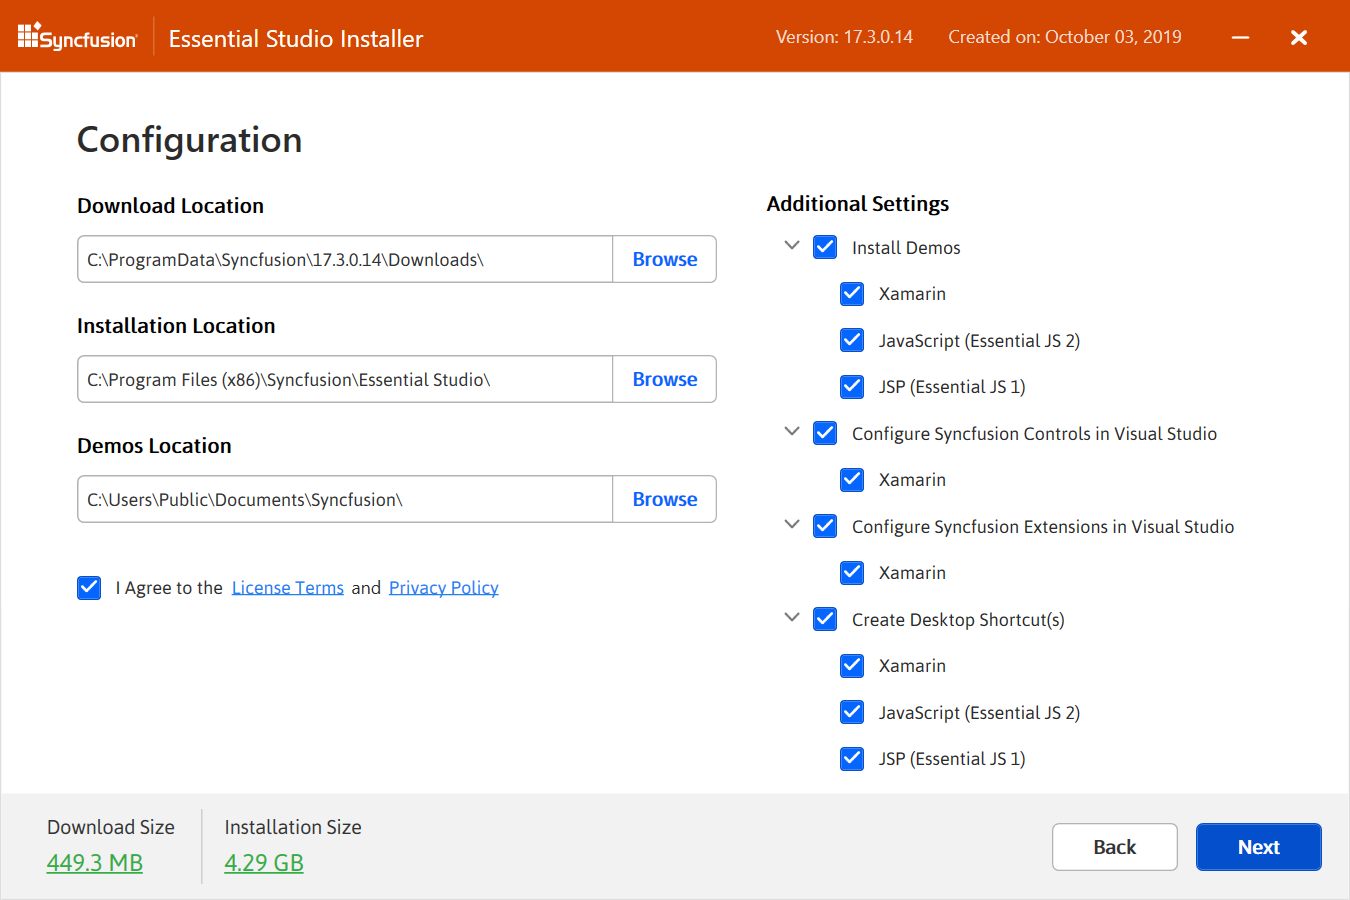 Syncfusion Essential Studio Installer Version: 17.3.0.14 Created on: October 03, 2019
Configuration
Download Location
C:\ProgramData\Syncfusion\17.3.0.14\Downloads\ Browse
Installation Location
C:\Program Files (x86)\Syncfusion\Essential Studio\ Browse
Demos Location
C:\Users\Public\Documents\Syncfusion\ Browse
I Agree to the License Terms and Privacy Policy
Additional Settings
Install Demos
Xamarin
JavaScript (Essential JS 2)
JSP (Essential JS 1)
Configure Syncfusion Controls in Visual Studio
Xamarin
Configure Syncfusion Extensions in Visual Studio
Xamarin
Create Desktop Shortcut(s)
Xamarin
JavaScript (Essential JS 2)
JSP (Essential JS 1)
Download Size
449.3 MB
Installation Size
4.29 GB
Back
Next